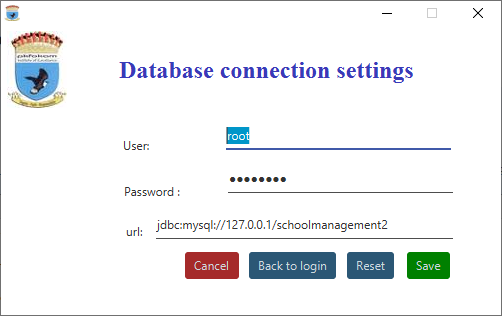 pikfokom
Database connection settings
User:
root
Password :
url:
jdbc:mysql://127.0.0.1/schoolmanagement2
Cancel
Back to login
Reset
Save